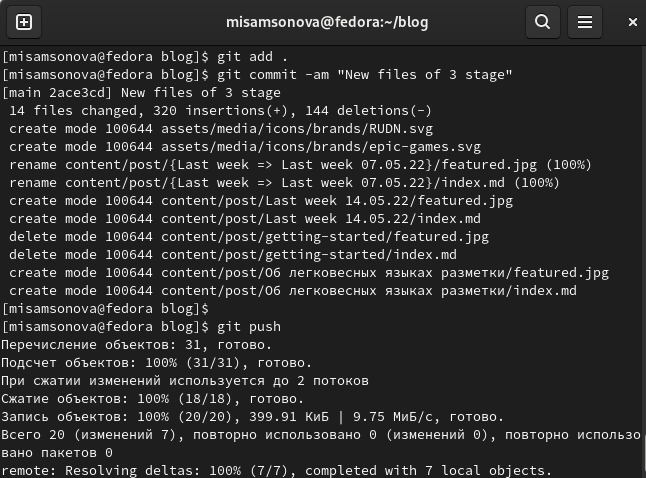 misamsonova@fedora:~/blog
[misamsonova@fedora blog]$ git add .
[misamsonova@fedora blog]$ git commit -am "New files of 3 stage"
[main 2ace3cd] New files of 3 stage
 14 files changed, 320 insertions(+), 144 deletions(-)
 create mode 100644 assets/media/icons/brands/RUDN.svg
 create mode 100644 assets/media/icons/brands/epic-games.svg
 rename content/post/{Last week => Last week 07.05.22}/featured.jpg (100%)
 rename content/post/{Last week => Last week 07.05.22}/index.md (100%)
 create mode 100644 content/post/Last week 14.05.22/featured.jpg
 create mode 100644 content/post/Last week 14.05.22/index.md
 delete mode 100644 content/post/getting-started/featured.jpg
 delete mode 100644 content/post/getting-started/index.md
 create mode 100644 content/post/Об легковесных языках разметки/featured.jpg
 create mode 100644 content/post/Об легковесных языках разметки/index.md
[misamsonova@fedora blog]$
[misamsonova@fedora blog]$ git push
Перечисление объектов: 31, готово.
Подсчет объектов: 100% (31/31), готово.
При сжатии изменений используется до 2 потоков
Сжатие объектов: 100% (18/18), готово.
Запись объектов: 100% (20/20), 399.91 КиБ | 9.75 МиБ/с, готово.
Всего 20 (изменений 7), повторно использовано 0 (изменений 0), повторно использо
вано пакетов 0
remote: Resolving deltas: 100% (7/7), completed with 7 local objects.